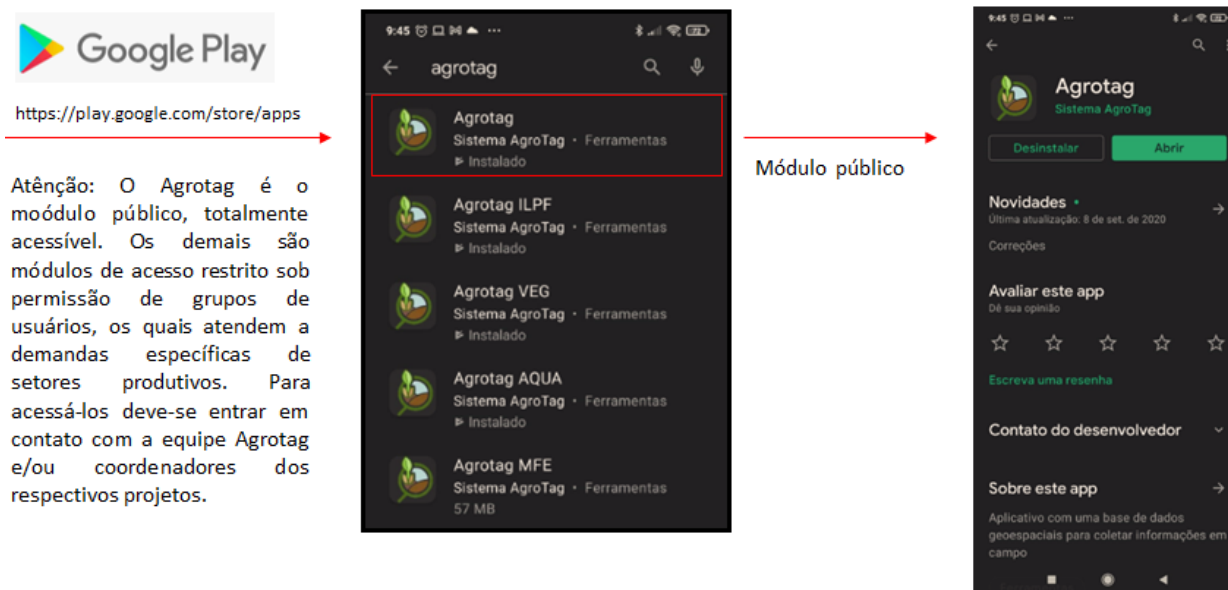 Google Play
https://play.google.com/store/apps
Atênção: O Agrotag é o
moódulo público, totalmente
acessível. Os demais são
módulos de acesso restrito sob
permissão de grupos de
usuários, os quais atendem a
demandas específicas de
setores produtivos. Para
acessá-los deve-se entrar em
contato com a equipe Agrotag
e/ou coordenadores dos
respectivos projetos.
9:45
72
agrotag
Agrotag
Sistema AgroTag • Ferramentas
Instalado
Agrotag ILPF
Sistema AgroTag • Ferramentas
Instalado
Agrotag VEG
Sistema AgroTag • Ferramentas
Instalado
Agrotag AQUA
Sistema AgroTag • Ferramentas
Instalado
Agrotag MFE
Sistema AgroTag • Ferramentas
57 MB
Módulo público
9:45
Agrotag
Sistema AgroTag
Desinstalar
Abrir
Novidades •
Última atualização: 8 de set. de 2020
Correções
Avaliar este app
Dê sua opinião
Escreva uma resenha
Contato do desenvolvedor
Sobre este app
Aplicativo com uma base de dados
geoespaciais para coletar informações em
campo